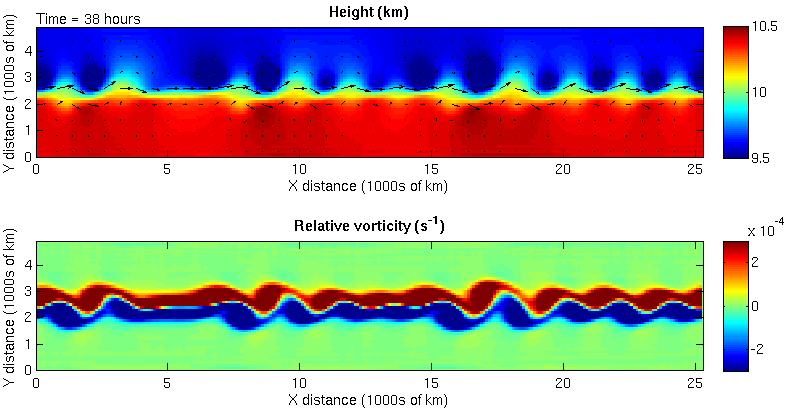 Height (km)
Time = 38 hours
Y distance (1000s of km)
4
3
2
1
0
0 5 10 15 20 25
X distance (1000s of km)
10.5
10
9.5
Relative vorticity (s⁻¹)
x 10⁻⁴
Y distance (1000s of km)
4
3
2
1
0
0 5 10 15 20 25
X distance (1000s of km)
2
0
-2